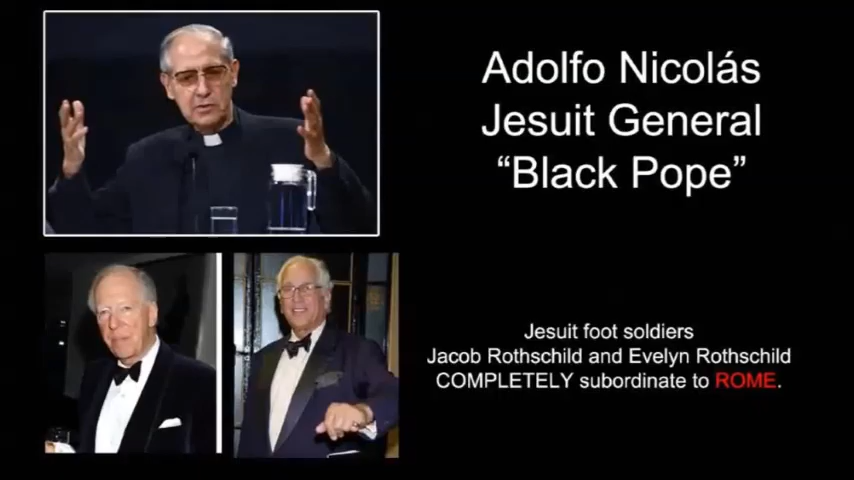 Adolfo Nicolás
Jesuit General
“Black Pope”
Jesuit foot soldiers
Jacob Rothschild and Evelyn Rothschild
COMPLETELY subordinate to ROME.